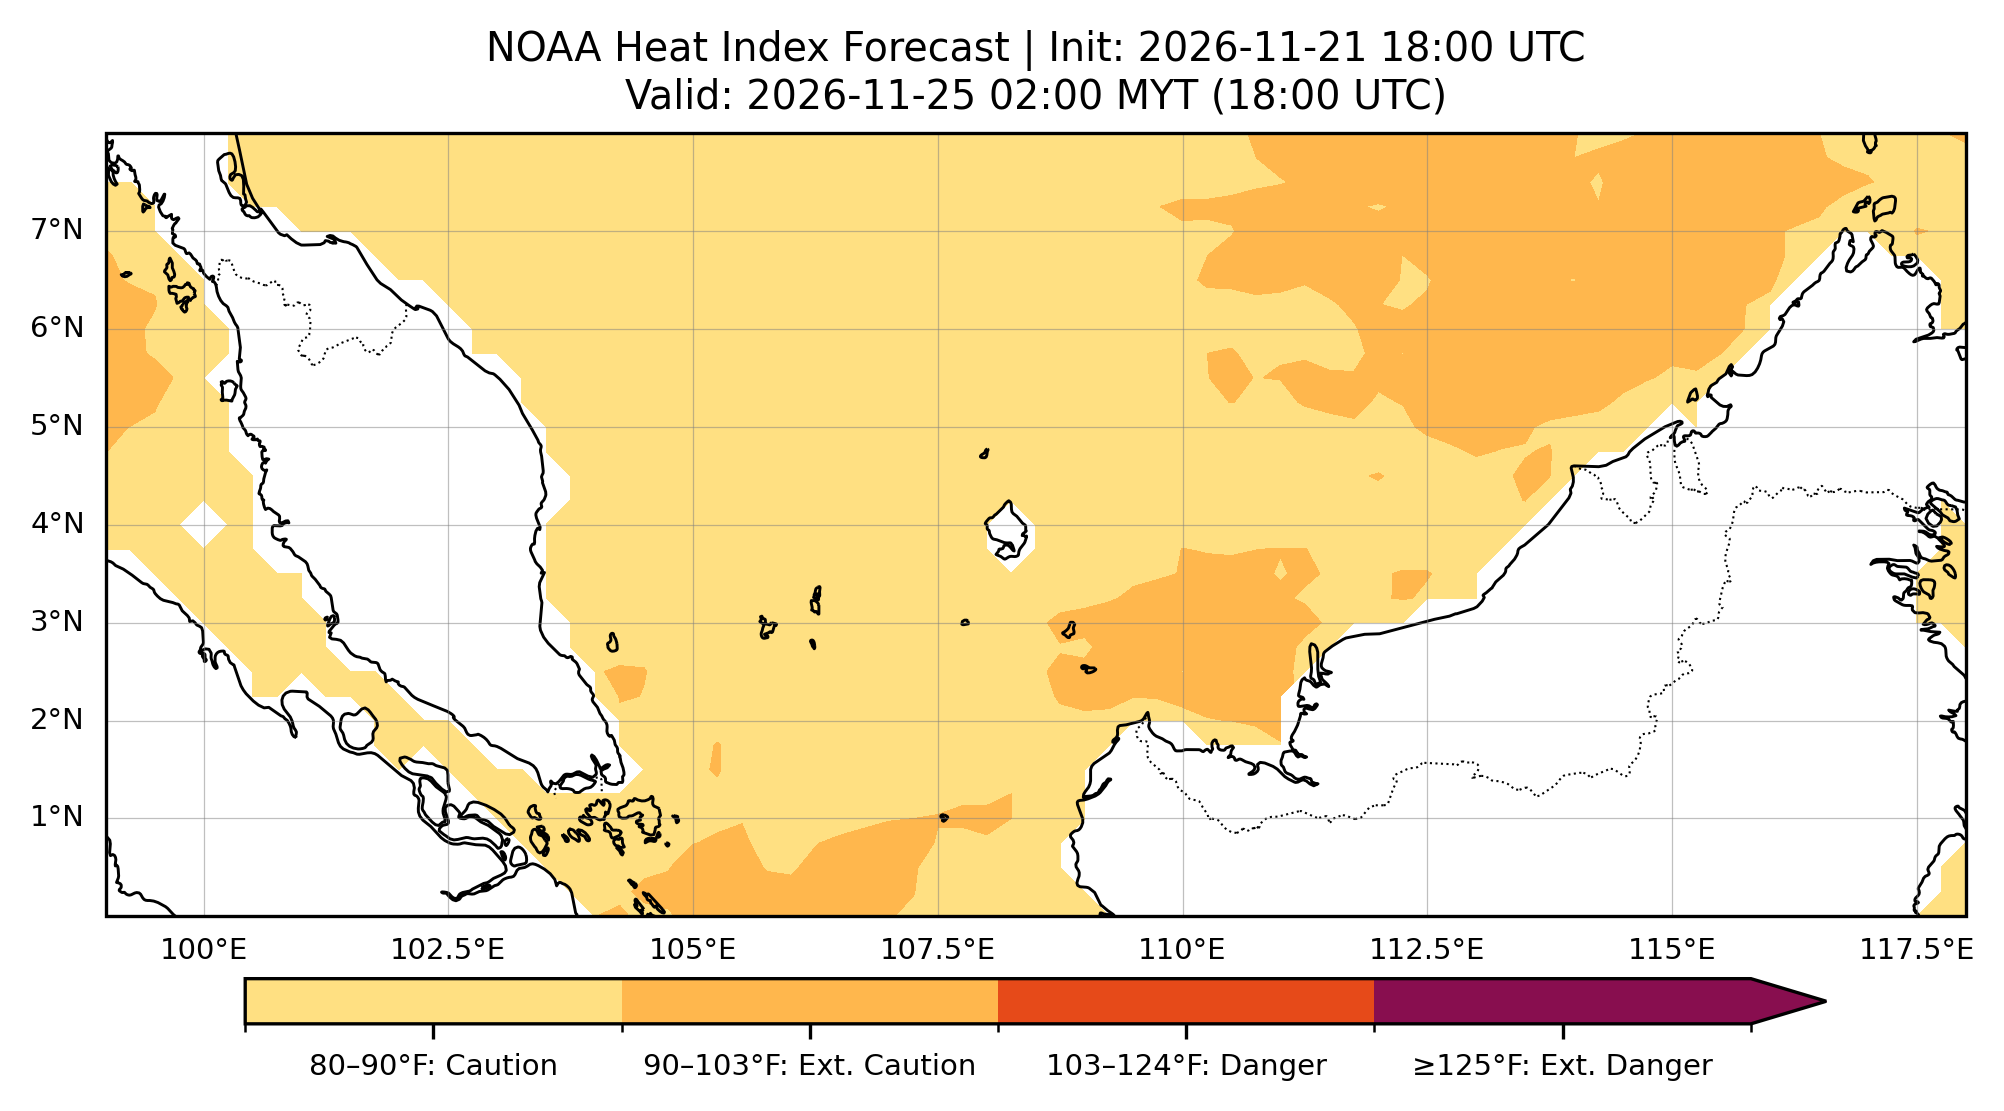 NOAA Heat Index Forecast | Init: 2026-11-21 18:00 UTC
Valid: 2026-11-25 02:00 MYT (18:00 UTC)
7°N
6°N
5°N
4°N
3°N
2°N
1°N
100°E
102.5°E
105°E
107.5°E
110°E
112.5°E
115°E
117.5°E
80–90°F: Caution
90–103°F: Ext. Caution
103–124°F: Danger
≥125°F: Ext. Danger